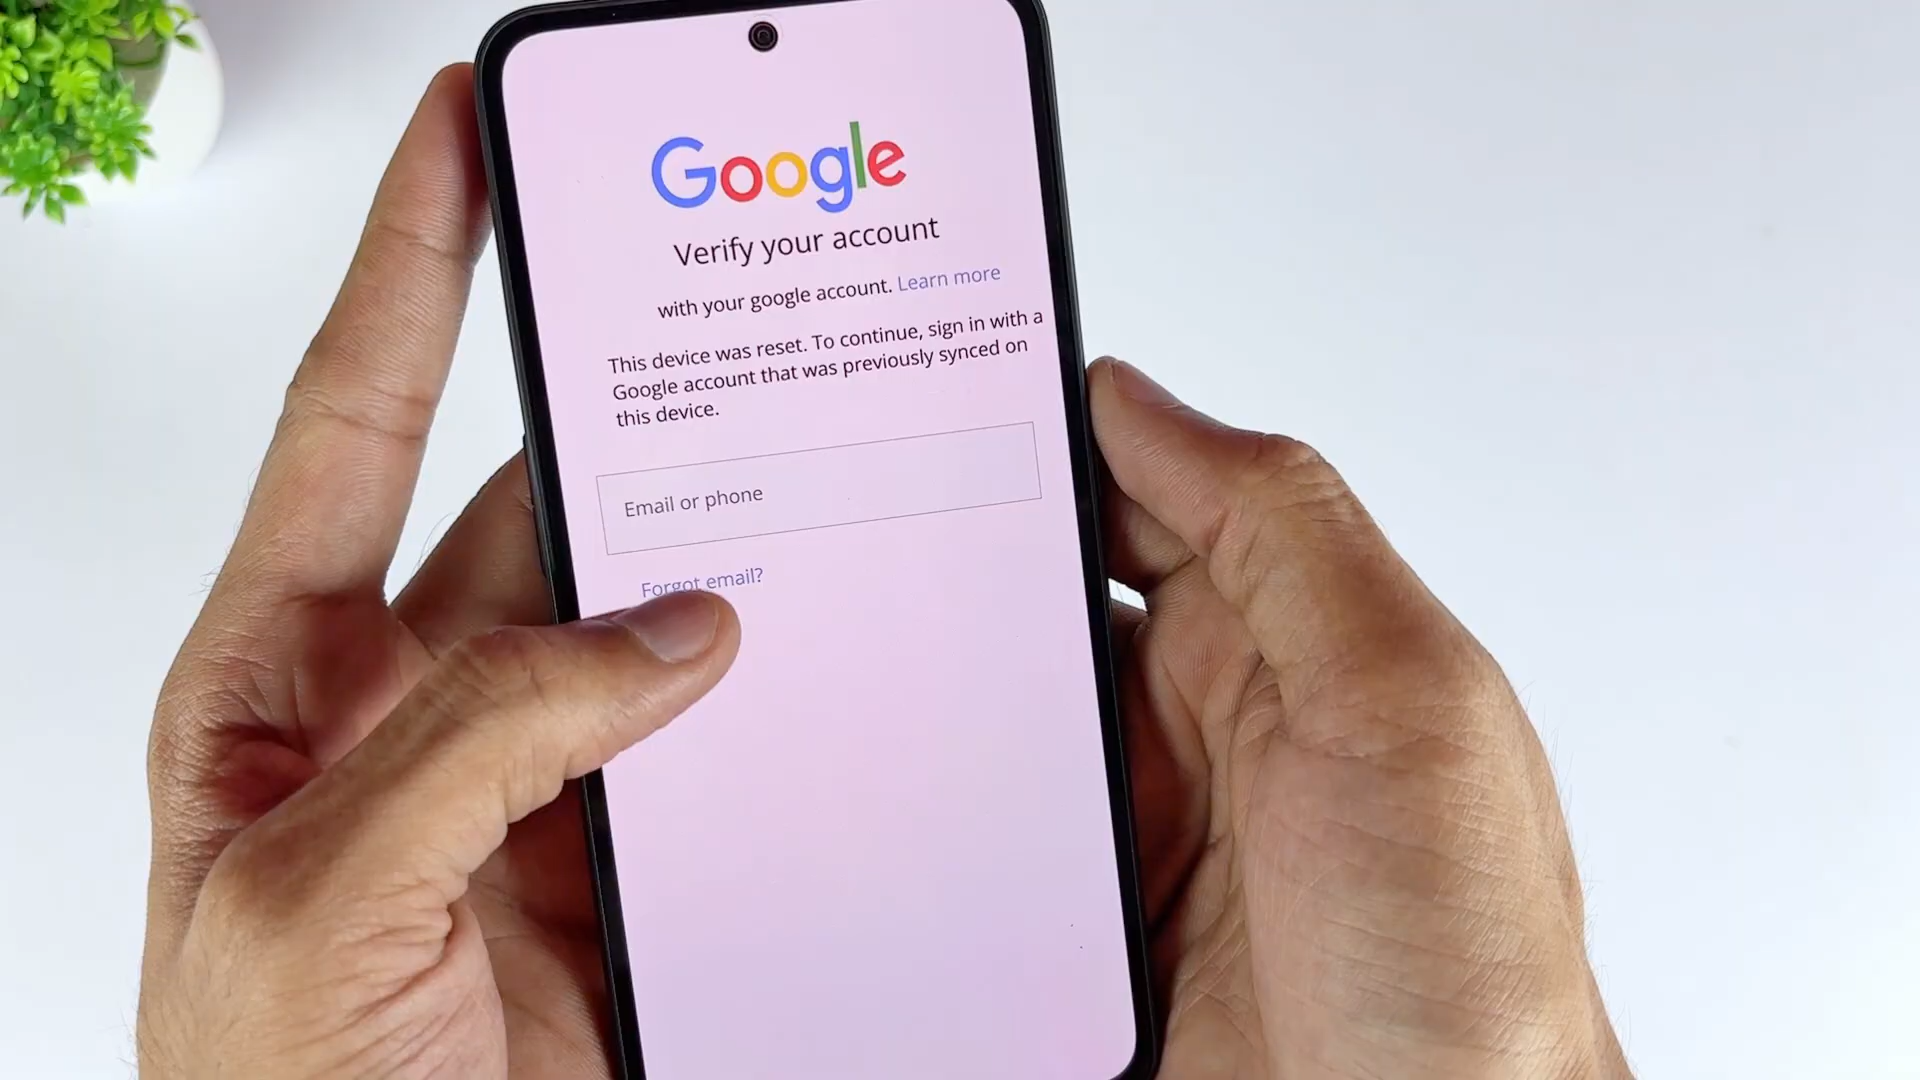 Google
Verify your account
with your google account. Learn more
This device was reset. To continue, sign in with a
Google account that was previously synced on
this device.
Email or phone
Forgot email?